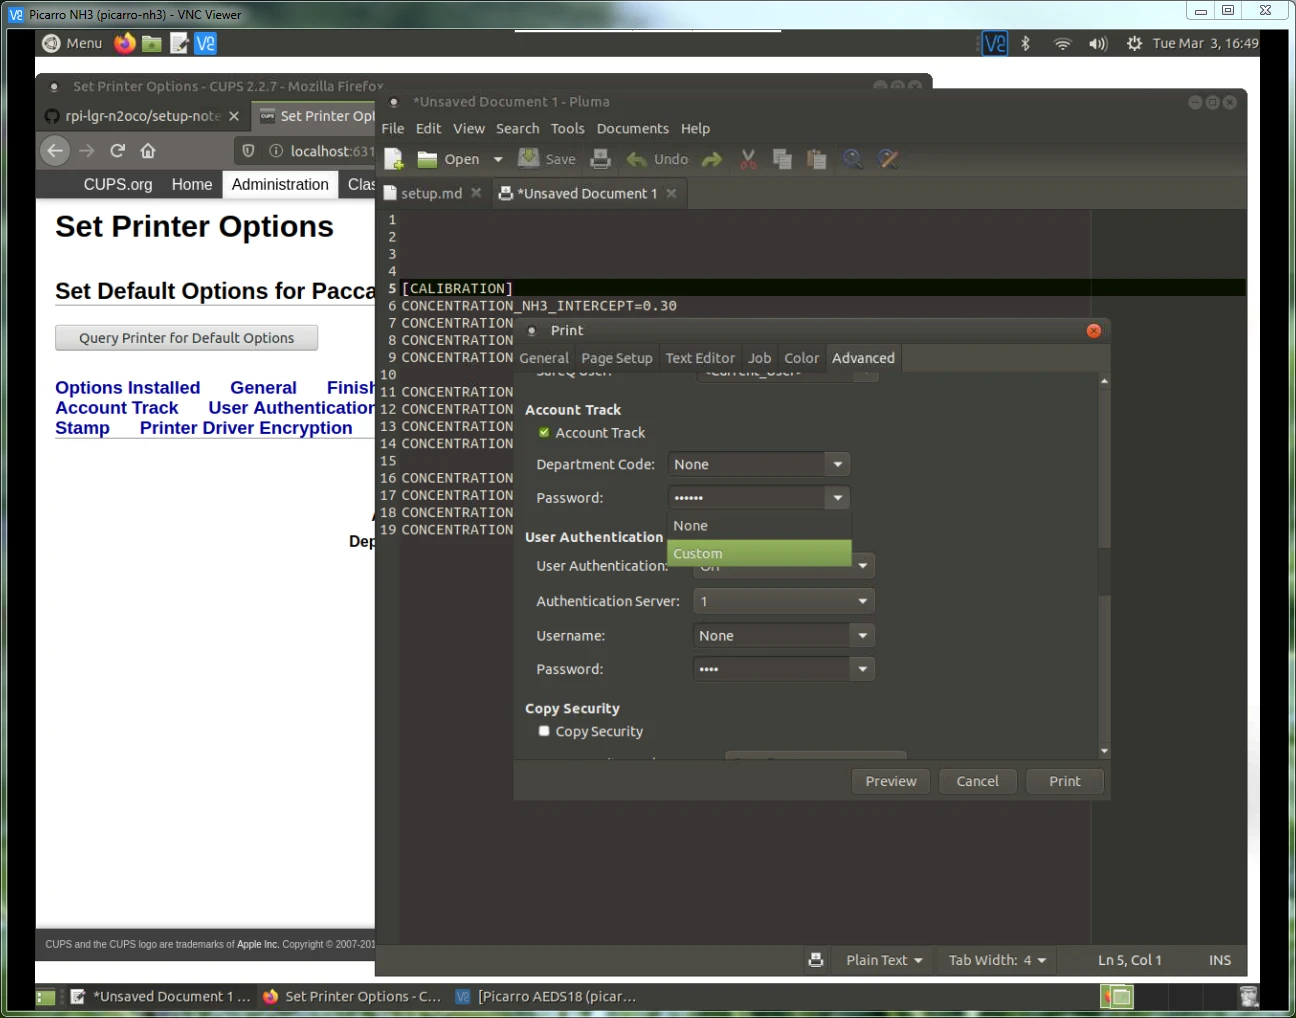 Picarro NH3 (picarro-nh3) - VNC Viewer
Menu
Tue Mar 3, 16:49
Set Printer Options - CUPS 2.2.7 - Mozilla Firefox
rpi-lgr-n2oco/setup-note
CUPS Set Printer Opt
localhost:631
CUPS.org Home Administration Clas
Set Printer Options
Set Default Options for Pacca
Query Printer for Default Options
Options Installed General Finish
Account Track User Authentication
Stamp Printer Driver Encryption
Dep
CUPS and the CUPS logo are trademarks of Apple Inc. Copyright © 2007-201
*Unsaved Document 1 - Pluma
File Edit View Search Tools Documents Help
Open Save Undo
setup.md *Unsaved Document 1
1
2
3
4
5 [CALIBRATION]
6 CONCENTRATION_NH3_INTERCEPT=0.30
7 CONCENTRATION
8 CONCENTRATION
9 CONCENTRATION
10
11 CONCENTRATION
12 CONCENTRATION
13 CONCENTRATION
14 CONCENTRATION
15
16 CONCENTRATION
17 CONCENTRATION
18 CONCENTRATION
19 CONCENTRATION
Print
General Page Setup Text Editor Job Color Advanced
SafeQ User: <Current_User>
Account Track
Account Track
Department Code: None
Password: ••••••
None
Custom
User Authentication
User Authentication: Off
Authentication Server: 1
Username: None
Password: ••••
Copy Security
Copy Security
Preview Cancel Print
Plain Text Tab Width: 4 Ln 5, Col 1 INS
*Unsaved Document 1 ... Set Printer Options - C... [Picarro AEDS18 (picar...